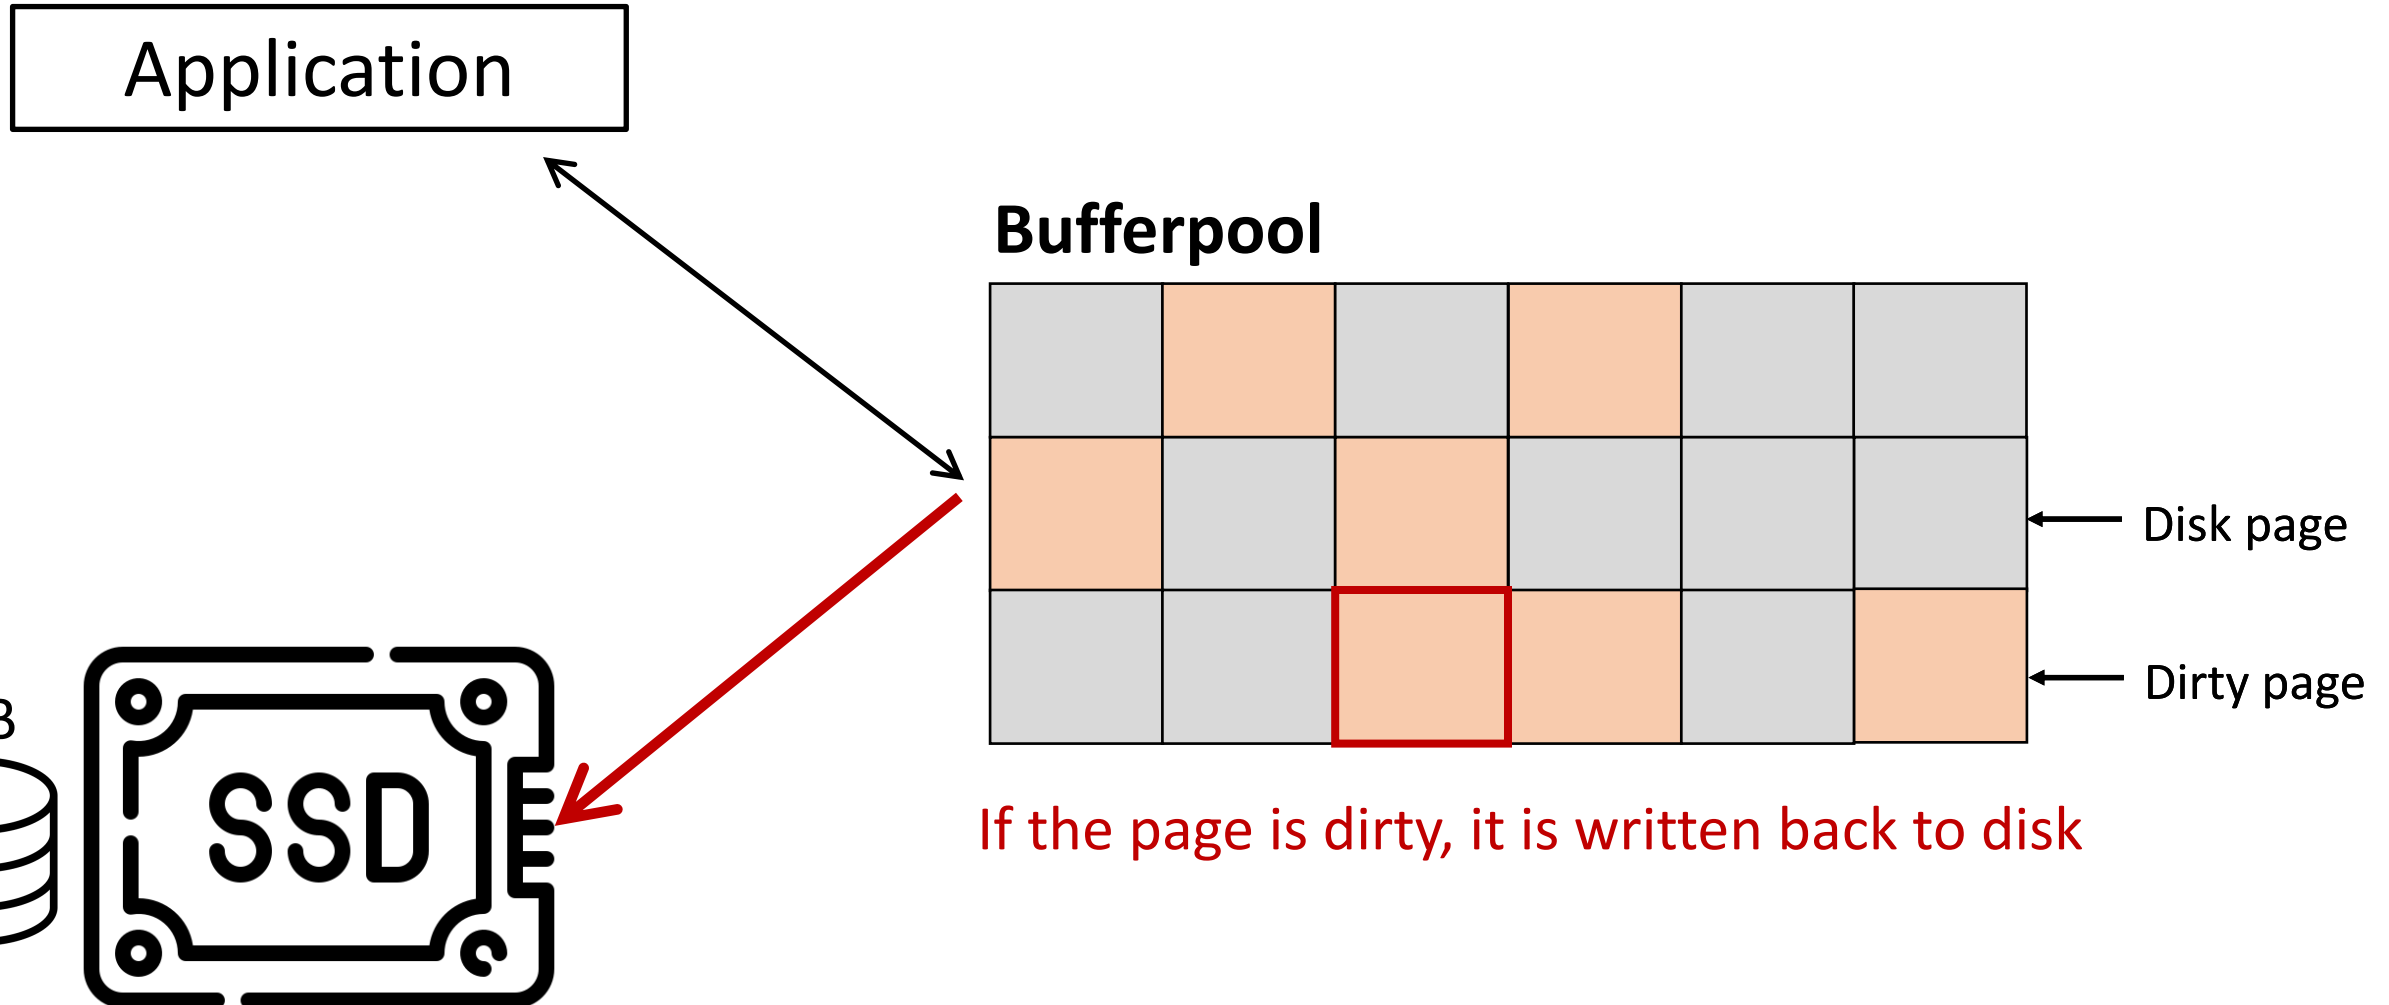 Application
Bufferpool
Disk page
Dirty page
If the page is dirty, it is written back to disk
SSD